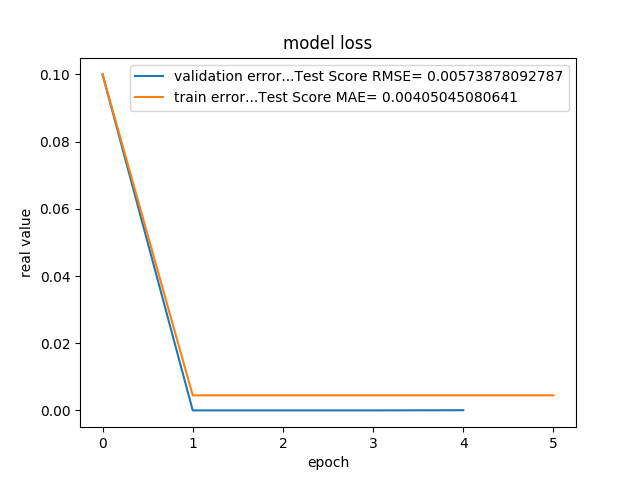 model loss
validation error...Test Score RMSE= 0.00573878092787
train error...Test Score MAE= 0.00405045080641
0.10
0.08
0.06
0.04
0.02
0.00
real value
0 1 2 3 4 5
epoch